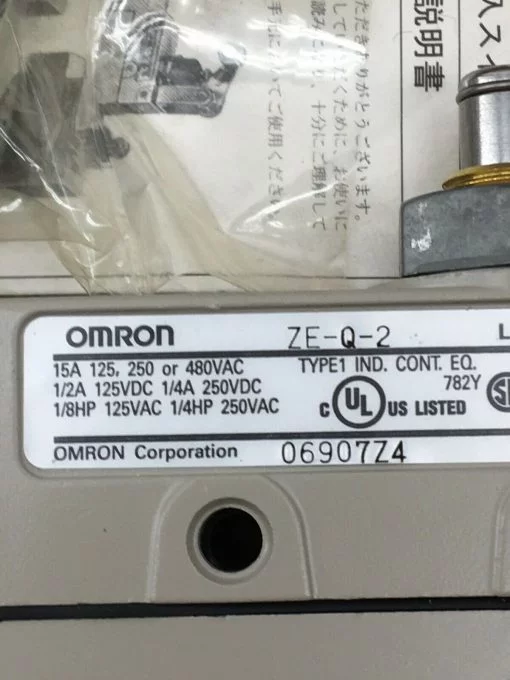 説明書
入スイ
ただきありがとうございます。
していただくために、お使いに
読みになり、十分にご理解して
手元においてご使用ください。
OMRON ZE-Q-2 L
15A 125, 250 or 480VAC TYPE1 IND. CONT. EQ.
1/2A 125VDC 1/4A 250VDC 782Y
1/8HP 125VAC 1/4HP 250VAC C UL US LISTED
OMRON Corporation 06907Z4